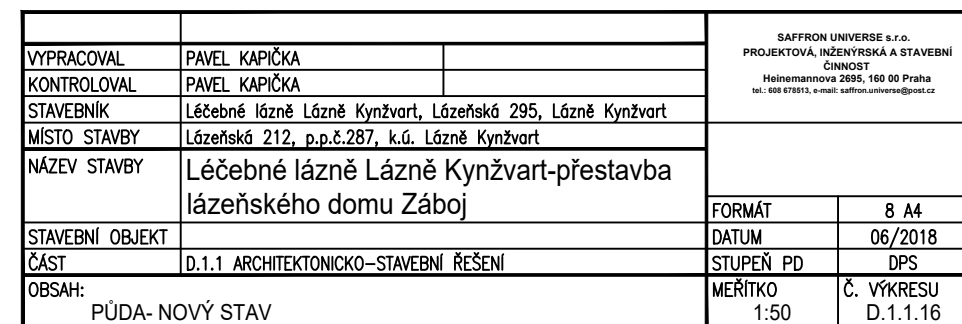 SAFFRON UNIVERSE s.r.o.
PROJEKTOVÁ, INŽENÝRSKÁ A STAVEBNÍ
ČINNOST
Heinemannova 2695, 160 00 Praha
tel.: 608 678513, e-mail: saffron.universe@post.cz
VYPRACOVAL PAVEL KAPIČKA
KONTROLOVAL PAVEL KAPIČKA
STAVEBNÍK Léčebné lázně Lázně Kynžvart, Lázeňská 295, Lázně Kynžvart
MÍSTO STAVBY Lázeňská 212, p.p.č.287, k.ú. Lázně Kynžvart
NÁZEV STAVBY Léčebné lázně Lázně Kynžvart-přestavba
lázeňského domu Záboj
FORMÁT 8 A4
STAVEBNÍ OBJEKT DATUM 06/2018
ČÁST D.1.1 ARCHITEKTONICKO-STAVEBNÍ ŘEŠENÍ STUPEŇ PD DPS
OBSAH: MEŘÍTKO Č. VÝKRESU
PŮDA- NOVÝ STAV 1:50 D.1.1.16